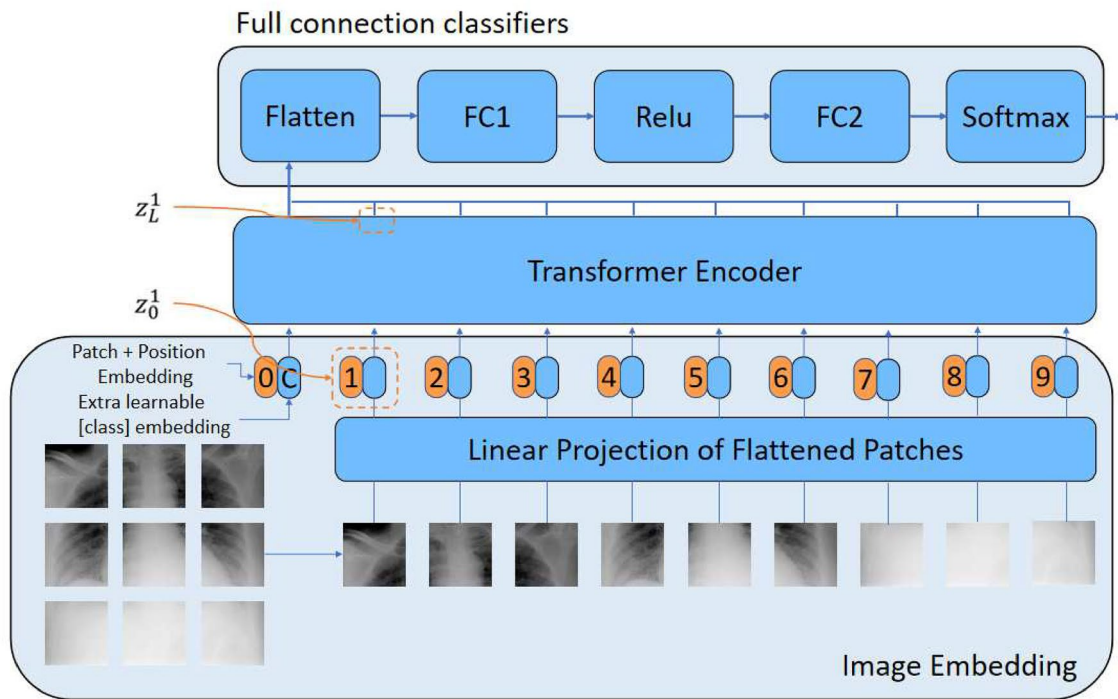 Full connection classifiers
Flatten
FC1
Relu
FC2
Softmax
z_L^1
Transformer Encoder
z_0^1
Patch + Position
Embedding
0 C 1 2 3 4 5 6 7 8 9
Extra learnable
[class] embedding
Linear Projection of Flattened Patches
Image Embedding